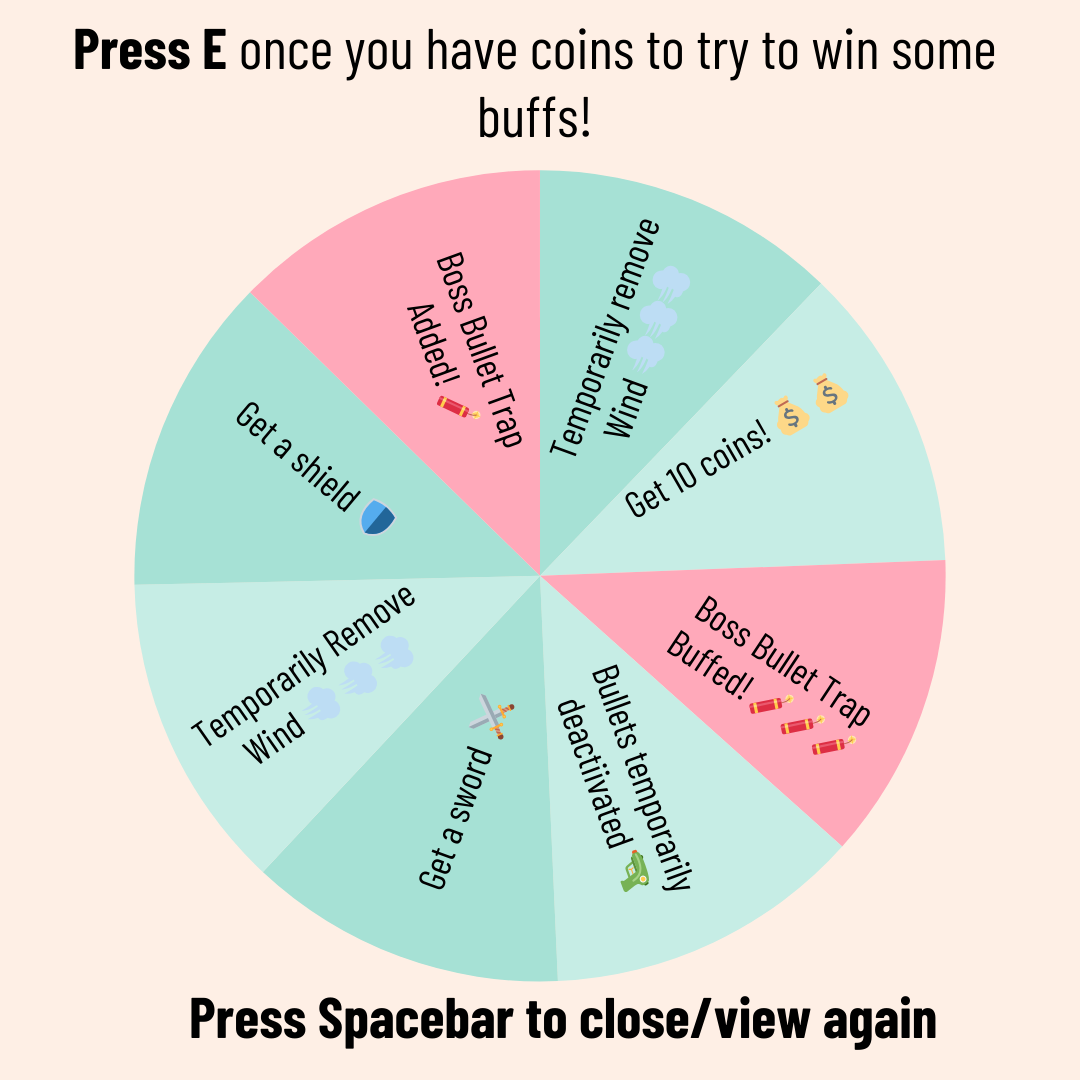 Press E once you have coins to try to win some
buffs!
Temporarily remove
Wind
Get 10 coins!
Boss Bullet Trap
Buffed!
Bullets temporarily
deactiivated
Get a sword
Temporarily Remove
Wind
Get a shield
Boss Bullet Trap
Added!
Press Spacebar to close/view again